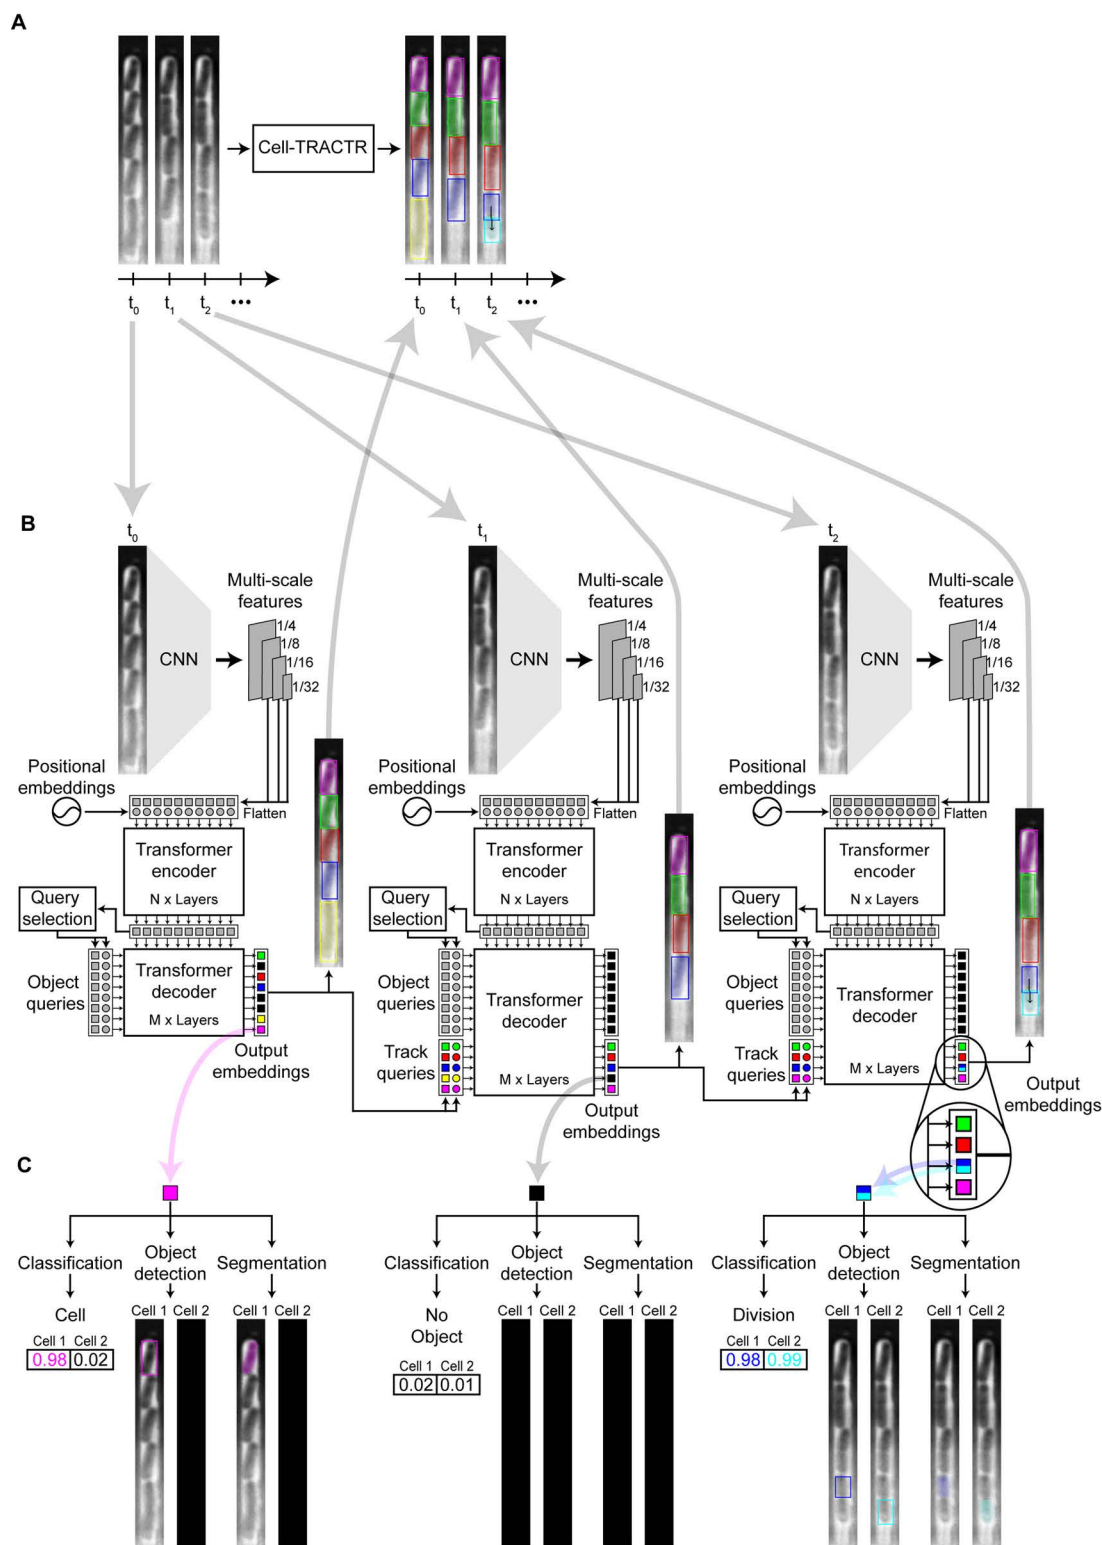 A
Cell-TRACTR
t0 t1 t2 •••
t0 t1 t2 •••
B
t0
t1
t2
Multi-scale
features
1/4
1/8
1/16
1/32
CNN
Multi-scale
features
1/4
1/8
1/16
1/32
CNN
Multi-scale
features
1/4
1/8
1/16
1/32
CNN
Positional
embeddings
Flatten
Positional
embeddings
Flatten
Positional
embeddings
Flatten
Transformer
encoder
N x Layers
Transformer
encoder
N x Layers
Transformer
encoder
N x Layers
Query
selection
Query
selection
Query
selection
Object
queries
Transformer
decoder
M x Layers
Output
embeddings
Object
queries
Transformer
decoder
M x Layers
Track
queries
Output
embeddings
Object
queries
Transformer
decoder
M x Layers
Track
queries
Output
embeddings
C
Classification
Object
detection
Segmentation
Cell
Cell 1 Cell 2
0.98 0.02
Cell 1 Cell 2
Cell 1 Cell 2
Classification
Object
detection
Segmentation
No
Object
Cell 1 Cell 2
0.02 0.01
Cell 1 Cell 2
Cell 1 Cell 2
Classification
Object
detection
Segmentation
Division
Cell 1 Cell 2
0.98 0.99
Cell 1 Cell 2
Cell 1 Cell 2